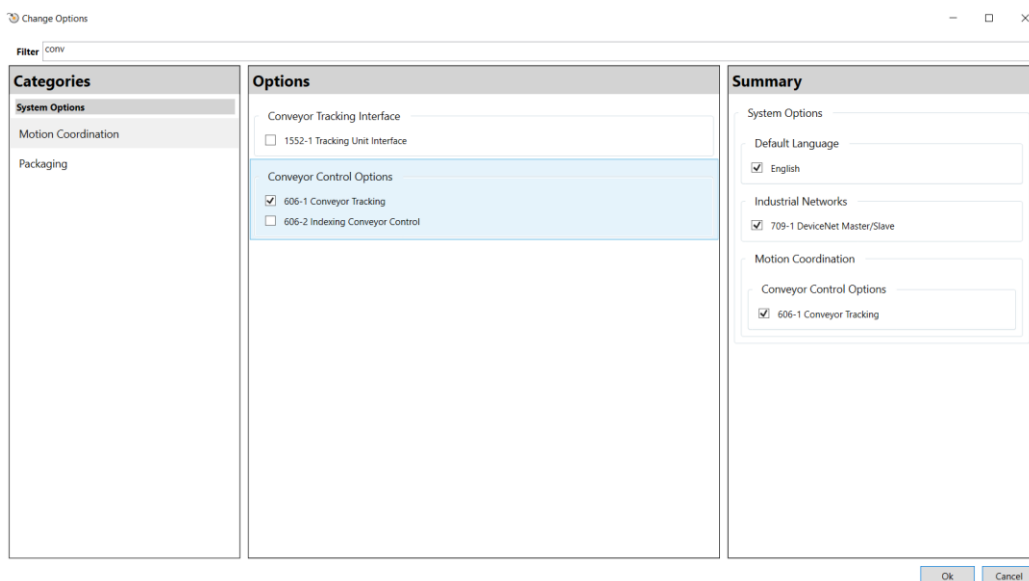 Change Options
Filter conv
Categories
System Options
Motion Coordination
Packaging
Options
Conveyor Tracking Interface
1552-1 Tracking Unit Interface
Conveyor Control Options
606-1 Conveyor Tracking
606-2 Indexing Conveyor Control
Summary
System Options
Default Language
English
Industrial Networks
709-1 DeviceNet Master/Slave
Motion Coordination
Conveyor Control Options
606-1 Conveyor Tracking
Ok Cancel